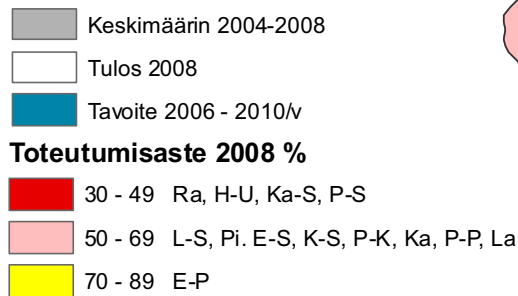 Keskimäärin 2004-2008
Tulos 2008
Tavoite 2006 - 2010/v
Toteutumisaste 2008 %
30 - 49 Ra, H-U, Ka-S, P-S
50 - 69 L-S, Pi. E-S, K-S, P-K, Ka, P-P, La
70 - 89 E-P